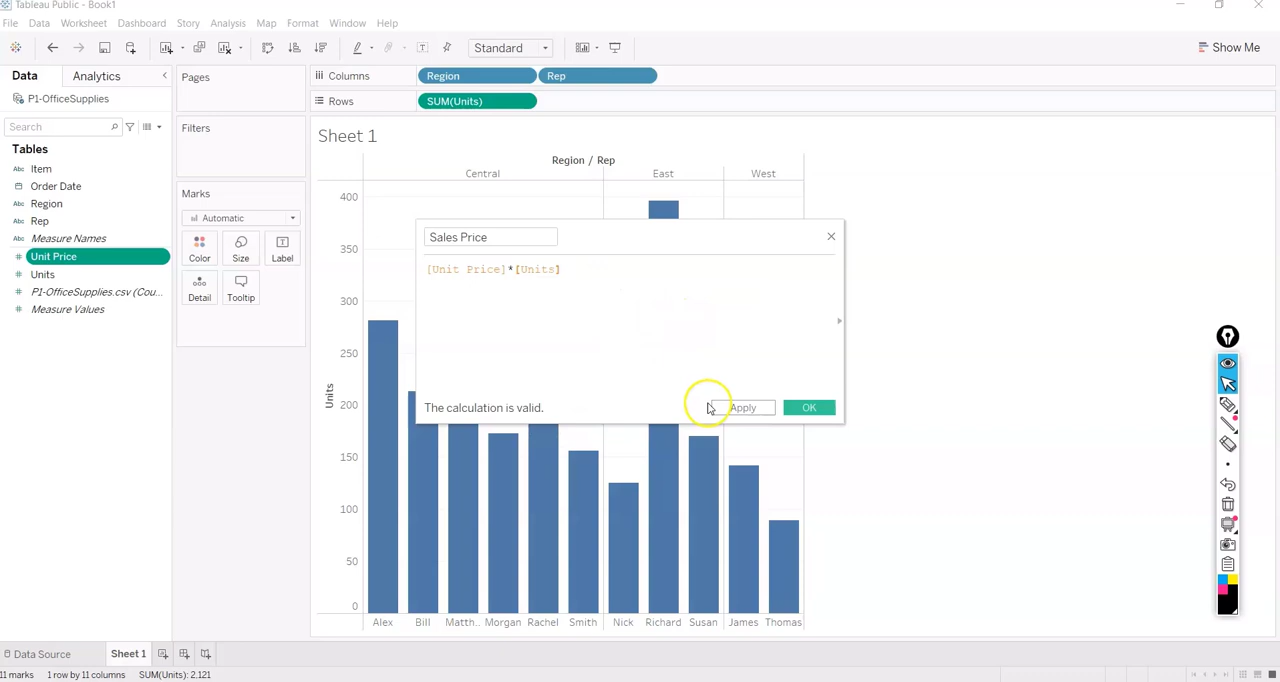 Tableau Public - Book1
File Data Worksheet Dashboard Story Analysis Map Format Window Help
Standard
Show Me
Data Analytics
P1-OfficeSupplies
Search
Tables
Abc Item
Order Date
Abc Region
Abc Rep
Abc Measure Names
# Unit Price
# Units
# P1-OfficeSupplies.csv (Cou...
# Measure Values
Pages
Filters
Marks
Automatic
Color Size Label
Detail Tooltip
Columns Region Rep
Rows SUM(Units)
Sheet 1
Region / Rep
Central East West
Units
400
350
300
250
200
150
100
50
0
Sales Price
[Unit Price]*[Units]
The calculation is valid.
Apply OK
Alex Bill Matth.. Morgan Rachel Smith Nick Richard Susan James Thomas
Data Source Sheet 1
11 marks 1 row by 11 columns SUM(Units): 2,121